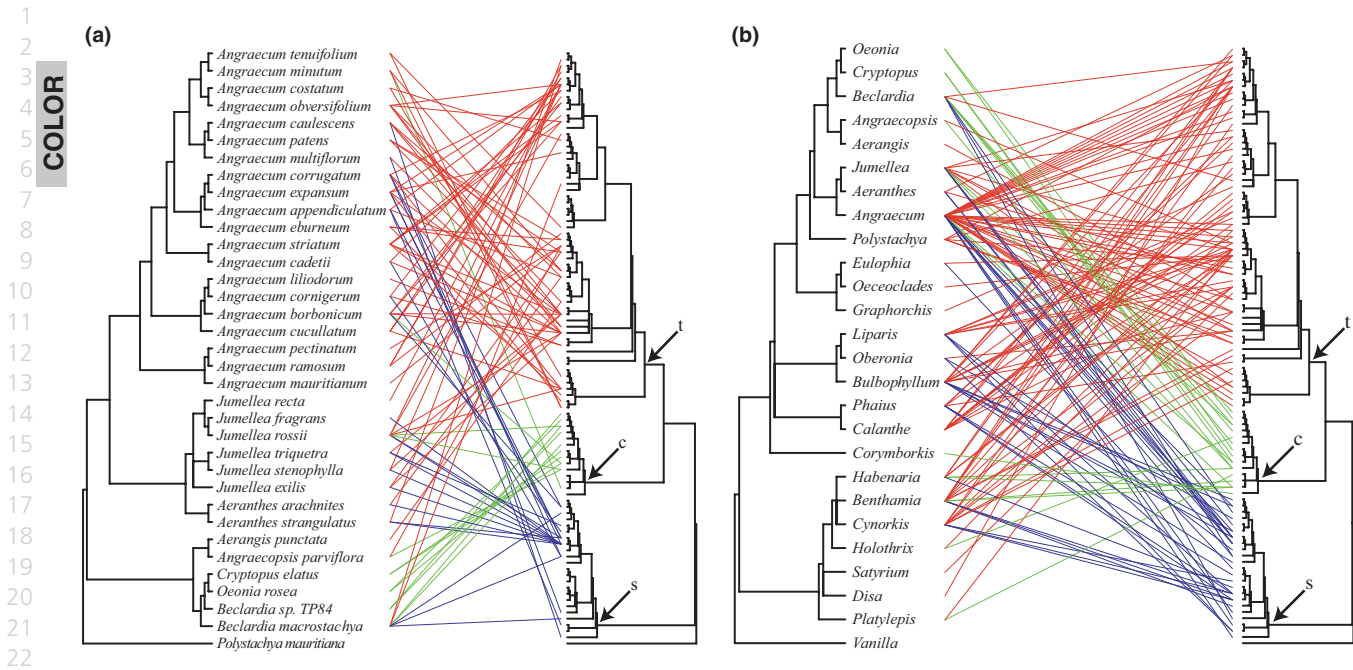 1
2
3
4
5
6
7
8
9
10
11
12
13
14
15
16
17
18
19
20
21
22
COLOR
(a)
Angraecum tenuifolium
Angraecum minutum
Angraecum costatum
Angraecum obversifolium
Angraecum caulescens
Angraecum patens
Angraecum multiflorum
Angraecum corrugatum
Angraecum expansum
Angraecum appendiculatum
Angraecum eburneum
Angraecum striatum
Angraecum cadetii
Angraecum liliodorum
Angraecum cornigerum
Angraecum borbonicum
Angraecum cucullatum
Angraecum pectinatum
Angraecum ramosum
Angraecum mauritianum
Jumellea recta
Jumellea fragrans
Jumellea rossii
Jumellea triquetra
Jumellea stenophylla
Jumellea exilis
Aeranthes arachnites
Aeranthes strangulatus
Aerangis punctata
Angraecopsis parviflora
Cryptopus elatus
Oeonia rosea
Beclardia sp. TP84
Beclardia macrostachya
Polystachya mauritiana
t
c
s
(b)
Oeonia
Cryptopus
Beclardia
Angraecopsis
Aerangis
Jumellea
Aeranthes
Angraecum
Polystachya
Eulophia
Oeceoclades
Graphorchis
Liparis
Oberonia
Bulbophyllum
Phaius
Calanthe
Corymborkis
Habenaria
Benthamia
Cynorkis
Holothrix
Satyrium
Disa
Platylepis
Vanilla
t
c
s